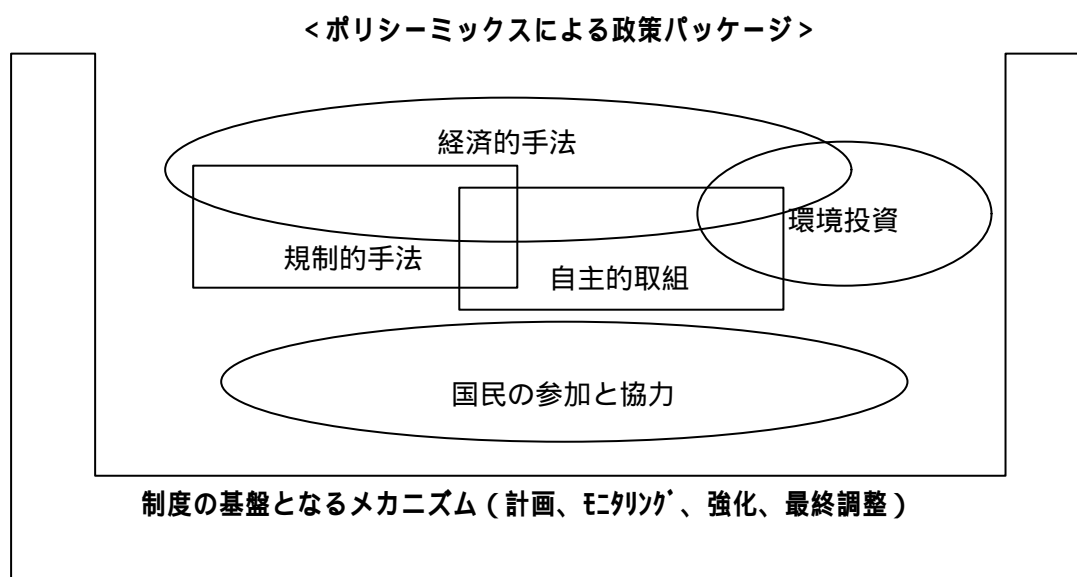 ＜ポリシーミックスによる政策パッケージ＞
経済的手法
環境投資
規制的手法
自主的取組
国民の参加と協力
制度の基盤となるメカニズム（計画、ﾓﾆﾀﾘﾝｸﾞ、強化、最終調整）